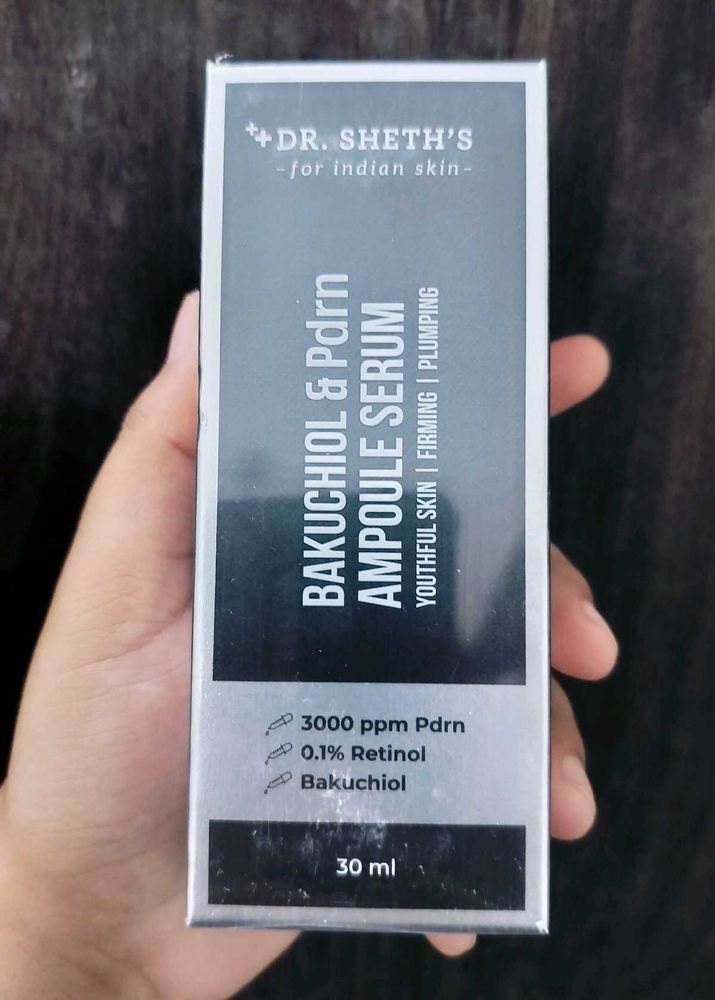 DR. SHETH'S
-for indian skin-
BAKUCHIOL & Pdrn
AMPOULE SERUM
YOUTHFUL SKIN | FIRMING | PLUMPING
3000 ppm Pdrn
0.1% Retinol
Bakuchiol
30 ml